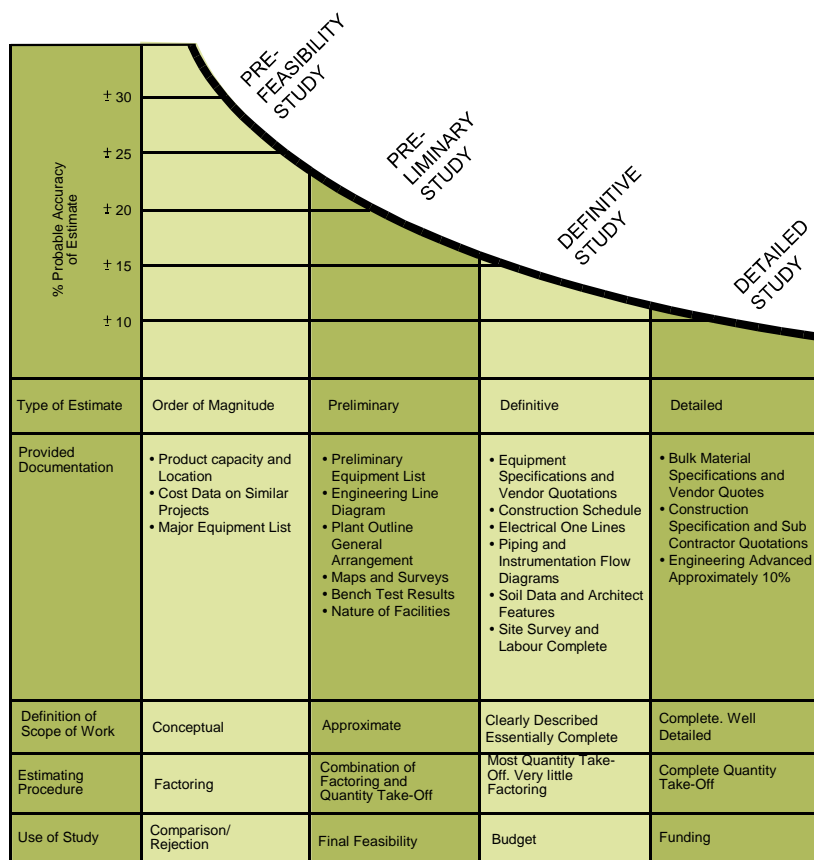 PRE-
FEASIBILITY
STUDY
PRE-
LIMINARY
STUDY
DEFINITIVE
STUDY
DETAILED
STUDY
% Probable Accuracy
of Estimate
± 30
± 25
± 20
± 15
± 10
Type of Estimate
Order of Magnitude
Preliminary
Definitive
Detailed
Provided
Documentation
• Product capacity and
Location
• Cost Data on Similar
Projects
• Major Equipment List
• Preliminary
Equipment List
• Engineering Line
Diagram
• Plant Outline
General
Arrangement
• Maps and Surveys
• Bench Test Results
• Nature of Facilities
• Equipment
Specifications and
Vendor Quotations
• Construction Schedule
• Electrical One Lines
• Piping and
Instrumentation Flow
Diagrams
• Soil Data and Architect
Features
• Site Survey and
Labour Complete
• Bulk Material
Specifications and
Vendor Quotes
• Construction
Specification and Sub
Contractor Quotations
• Engineering Advanced
Approximately 10%
Definition of
Scope of Work
Conceptual
Approximate
Clearly Described
Essentially Complete
Complete. Well
Detailed
Estimating
Procedure
Factoring
Combination of
Factoring and
Quantity Take-Off
Most Quantity Take-
Off. Very little
Factoring
Complete Quantity
Take-Off
Use of Study
Comparison/
Rejection
Final Feasibility
Budget
Funding